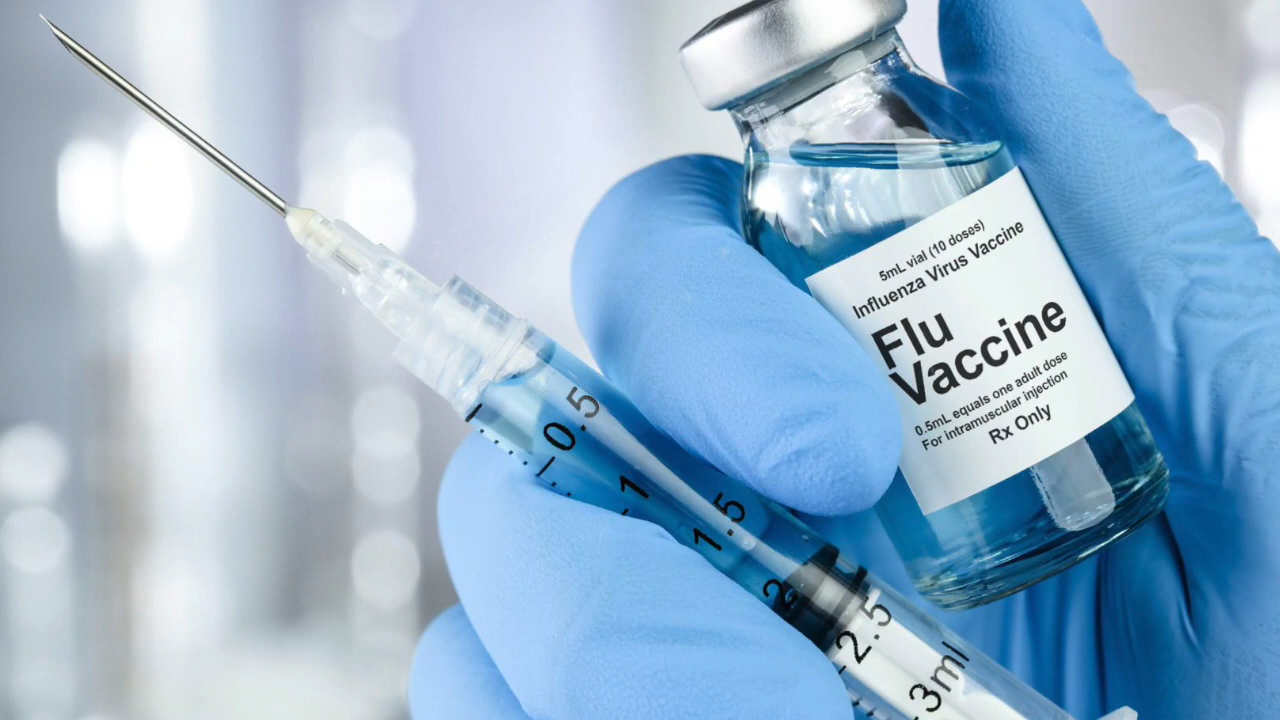 5mL vial (10 doses)
Influenza Virus Vaccine
Flu
Vaccine
0.5mL equals one adult dose
For intramuscular injection
Rx Only
0.5
1
1.5
2
2.5
3ml